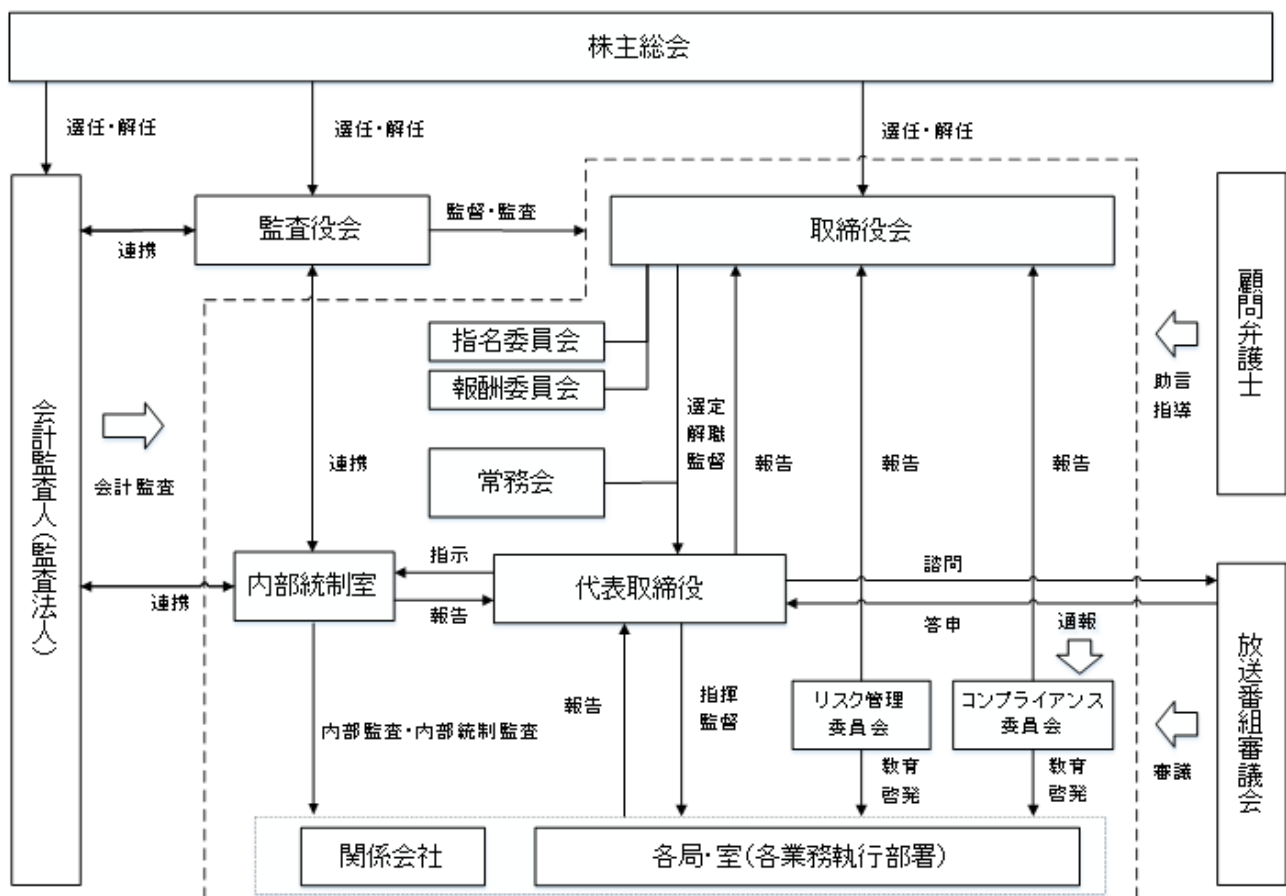 株主総会
選任・解任
選任・解任
選任・解任
監査役会
監督・監査
取締役会
連携
顧問弁護士
指名委員会
報酬委員会
助言
指導
選定
解職
監督
会計監査人(監査法人)
会計監査
連携
常務会
報告
報告
報告
内部統制室
指示
代表取締役
諮問
連携
報告
答申
通報
放送番組審議会
リスク管理
委員会
コンプライアンス
委員会
報告
指揮
監督
内部監査・内部統制監査
審議
教育
啓発
教育
啓発
関係会社
各局・室(各業務執行部署)